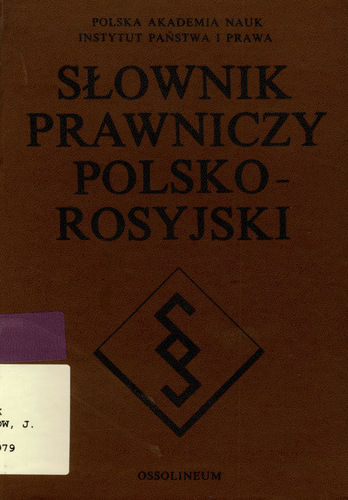 POLSKA AKADEMIA NAUK
INSTYTUT PAŃSTWA I PRAWA
SŁOWNIK
PRAWNICZY
POLSKO-
ROSYJSKI
§
J.
OSSOLINEUM